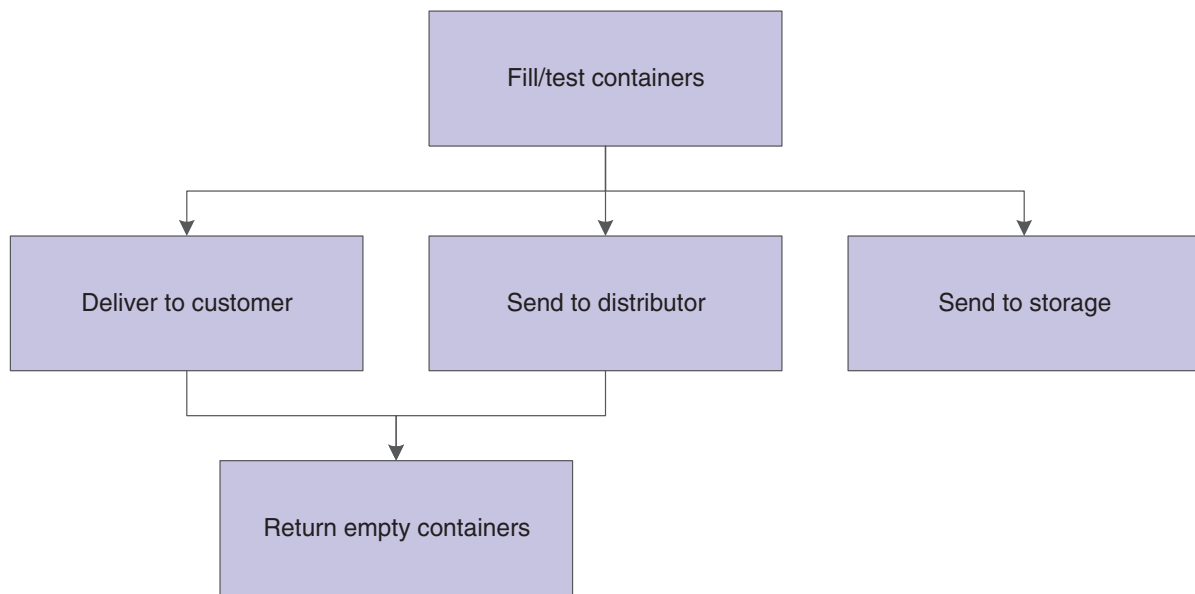 Fill/test containers
Deliver to customer
Send to distributor
Send to storage
Return empty containers